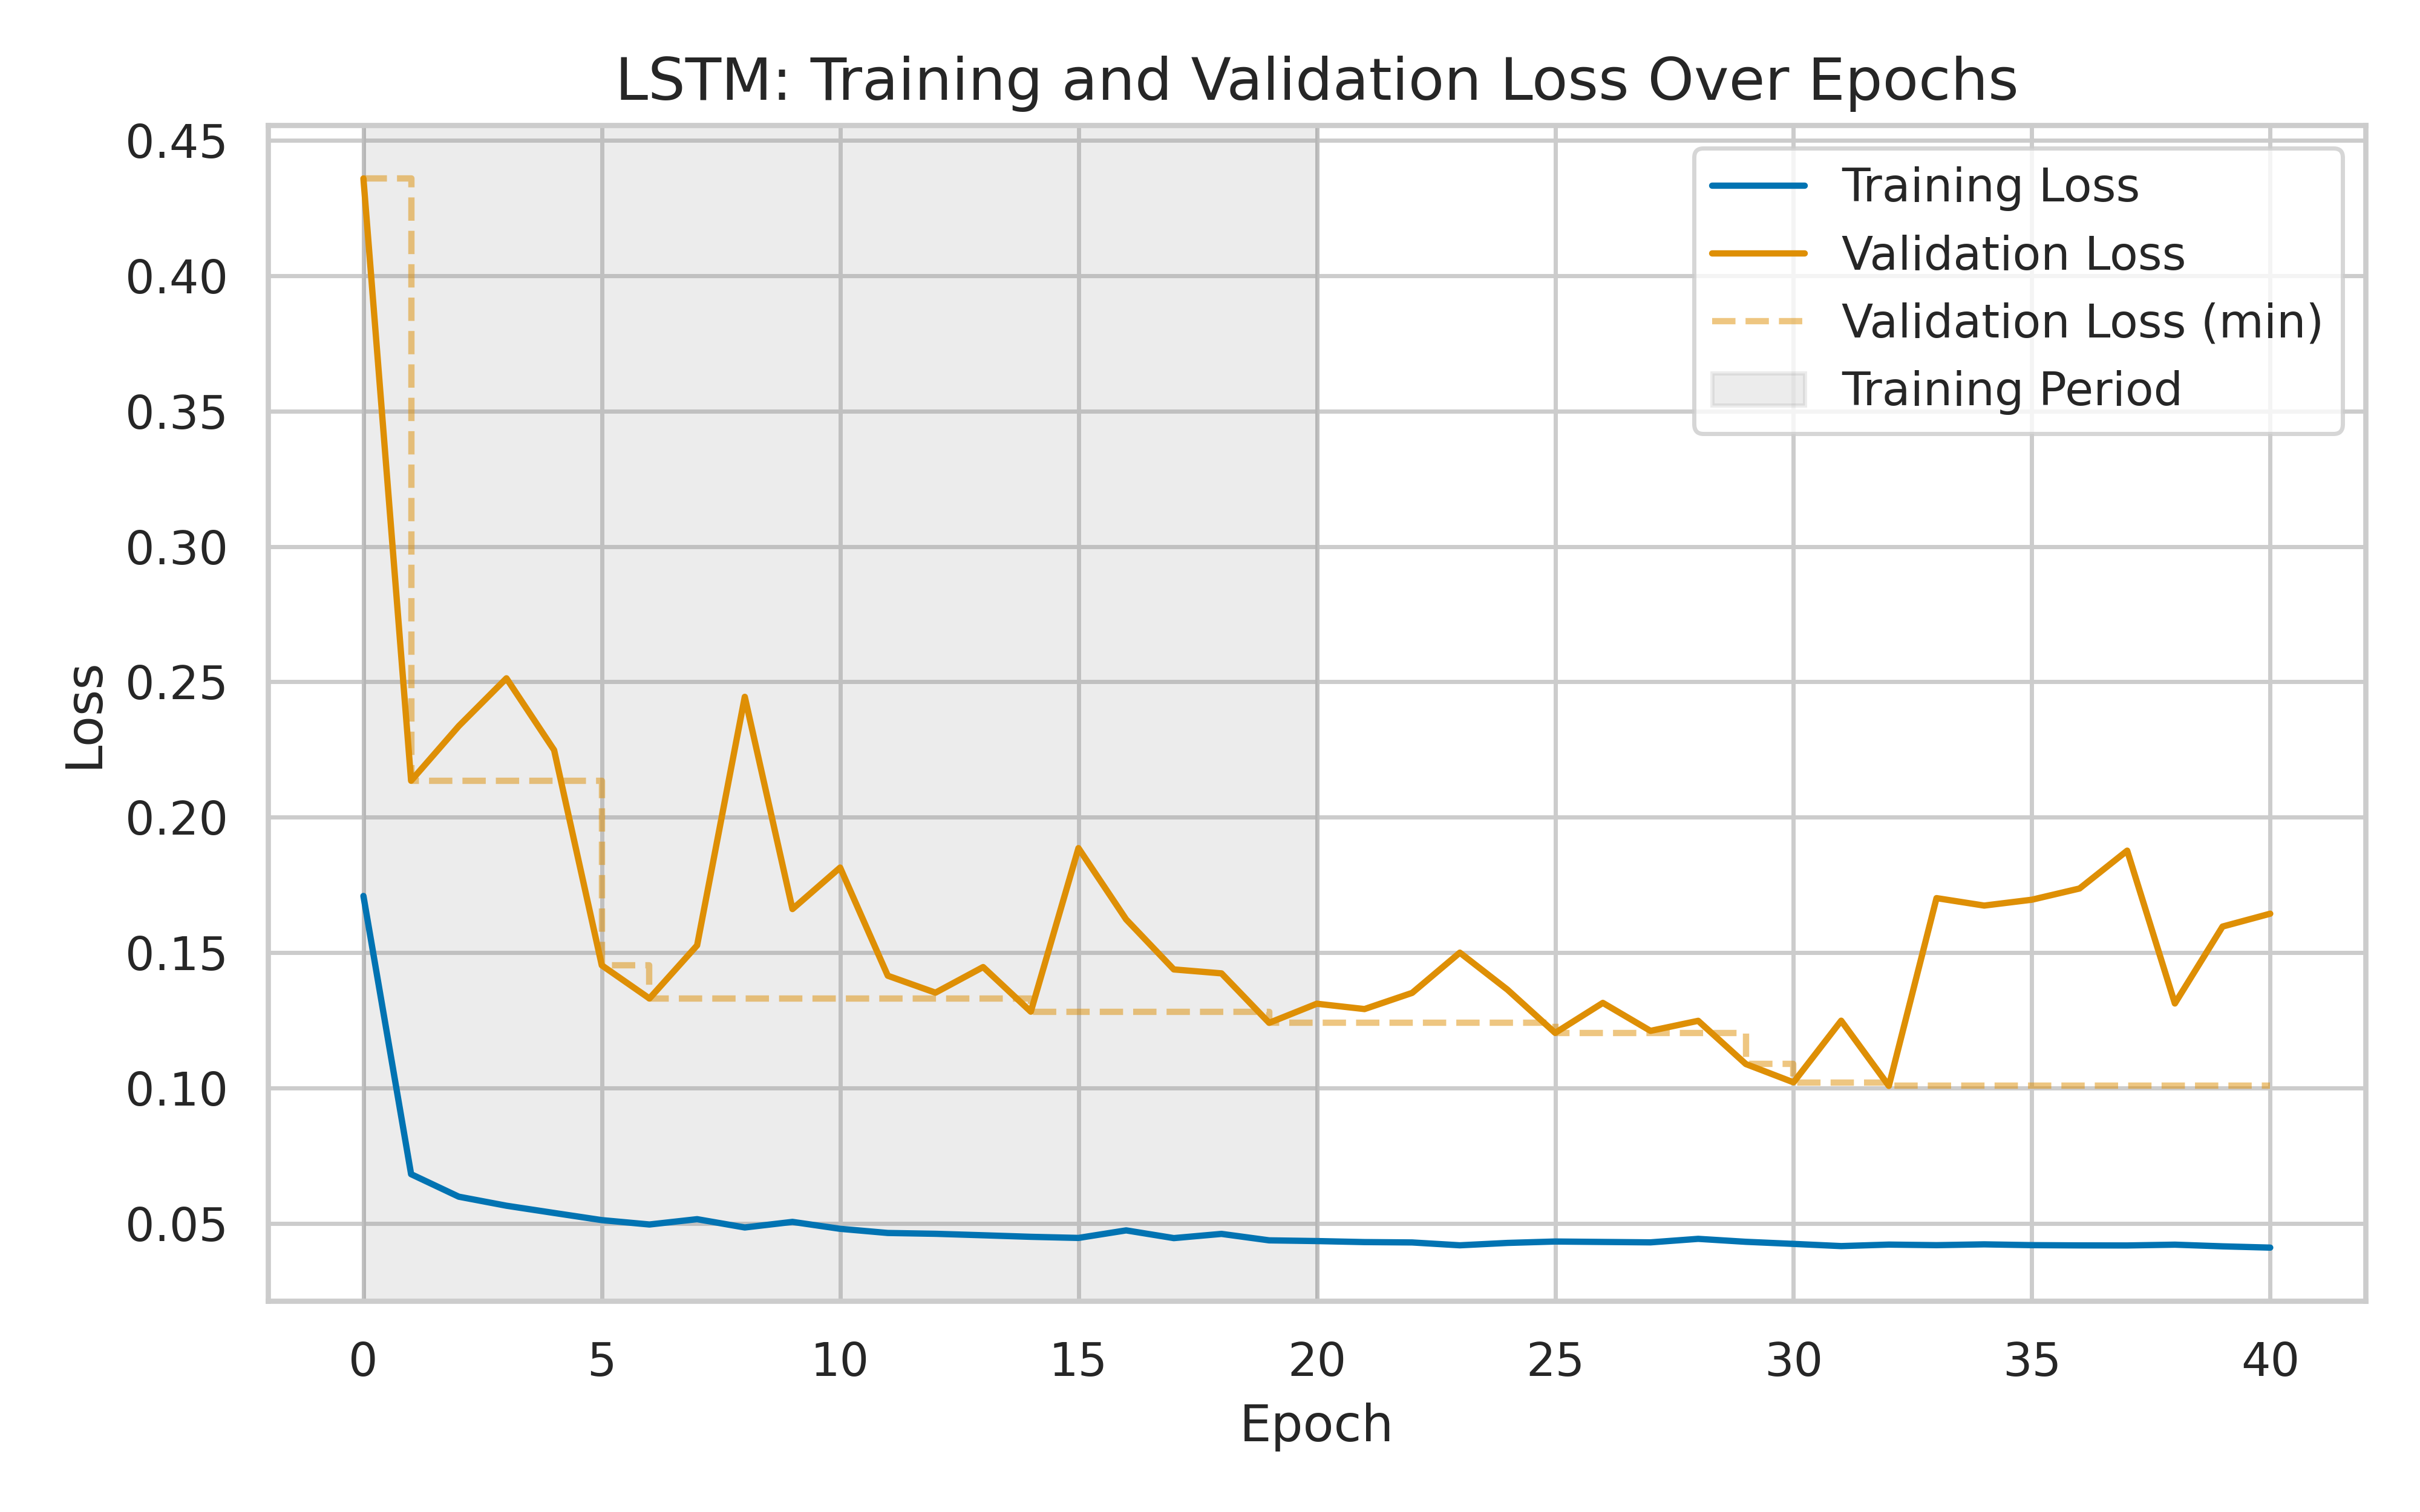 LSTM: Training and Validation Loss Over Epochs
0.45
0.40
0.35
0.30
0.25
0.20
0.15
0.10
0.05
Loss
Training Loss
Validation Loss
Validation Loss (min)
Training Period
0 5 10 15 20 25 30 35 40
Epoch